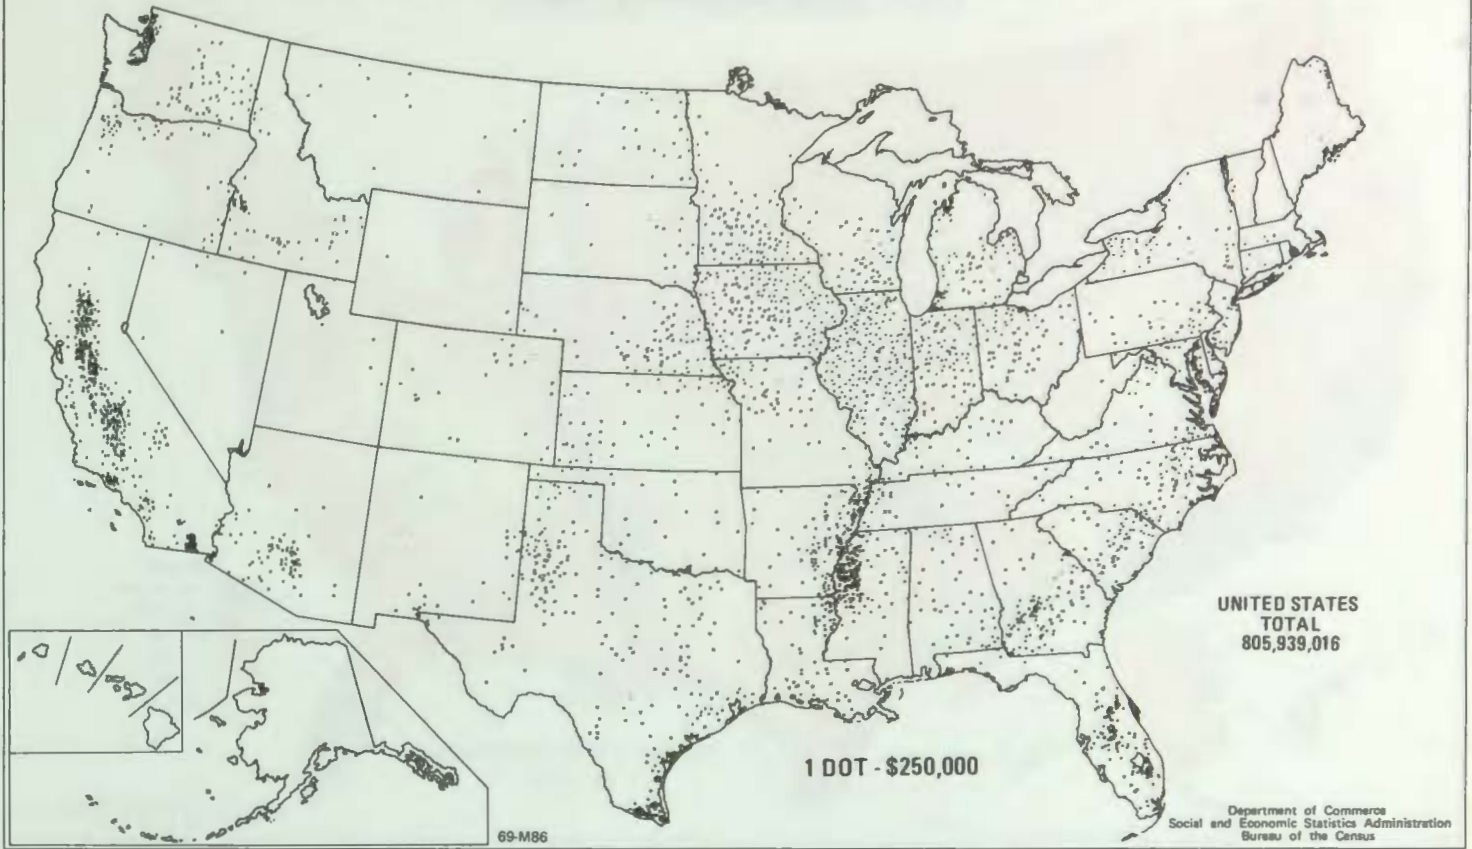 UNITED STATES
TOTAL
805,939,016
1 DOT - $250,000
Department of Commerce
Social and Economic Statistics Administration
Bureau of the Census
69-M86